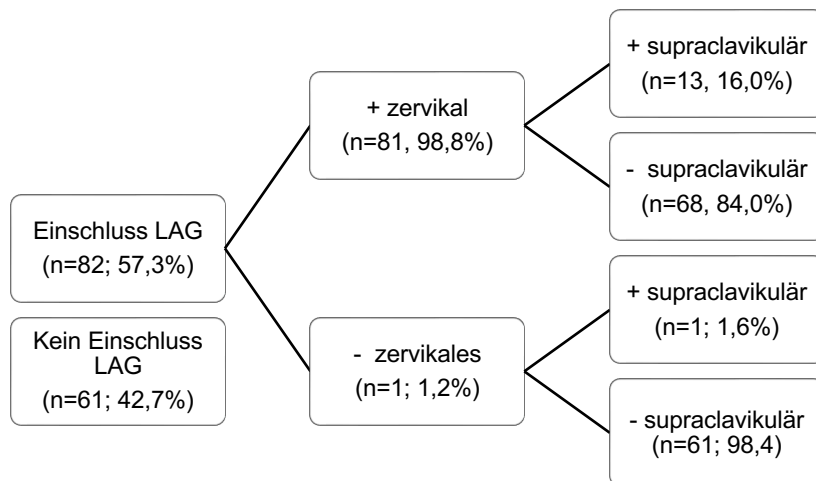 Einschluss LAG
(n=82; 57,3%)
Kein Einschluss
LAG
(n=61; 42,7%)
+ zervikal
(n=81, 98,8%)
- zervikales
(n=1; 1,2%)
+ supraclavikulär
(n=13, 16,0%)
- supraclavikulär
(n=68, 84,0%)
+ supraclavikulär
(n=1; 1,6%)
- supraclavikulär
(n=61; 98,4)